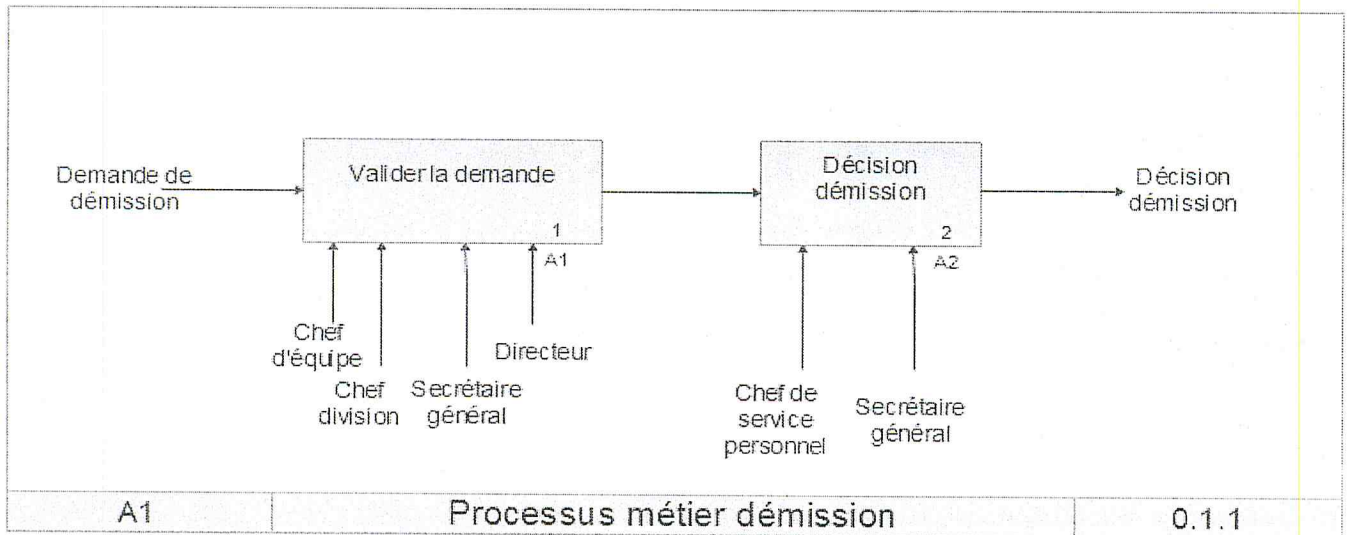 Demande de
démission
Valider la demande
1
A1
Décision
démission
2
A2
Décision
démission
Chef
d'équipe
Chef
division
Secrétaire
général
Directeur
Chef de
service
personnel
Secrétaire
général
A1
Processus métier démission
0.1.1